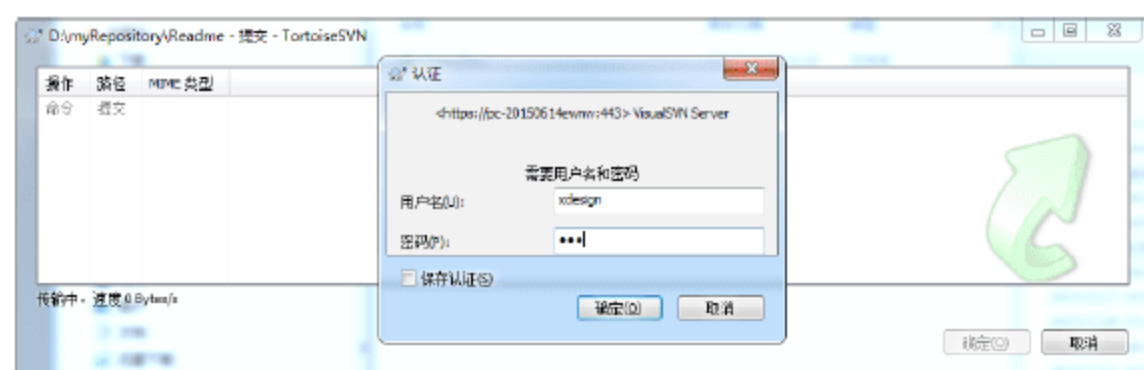 D:\myRepository\Readme - 提交 - TortoiseSVN
操作 路径 MIME 类型
命令 提交
认证
<https://pc-20150614ewnw:443> VisualSVN Server
需要用户名和密码
用户名(U): xdesign
密码(P): •••
保存认证(S)
确定(O) 取消
传输中 - 速度 0 Bytes/s
确定(O) 取消